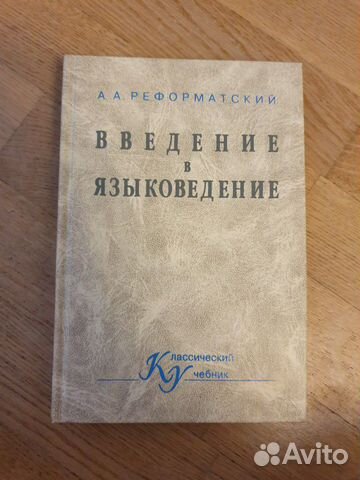 А. А. РЕФОРМАТСКИЙ
ВВЕДЕНИЕ
В
ЯЗЫКОВЕДЕНИЕ
Классический
Учебник
Avito